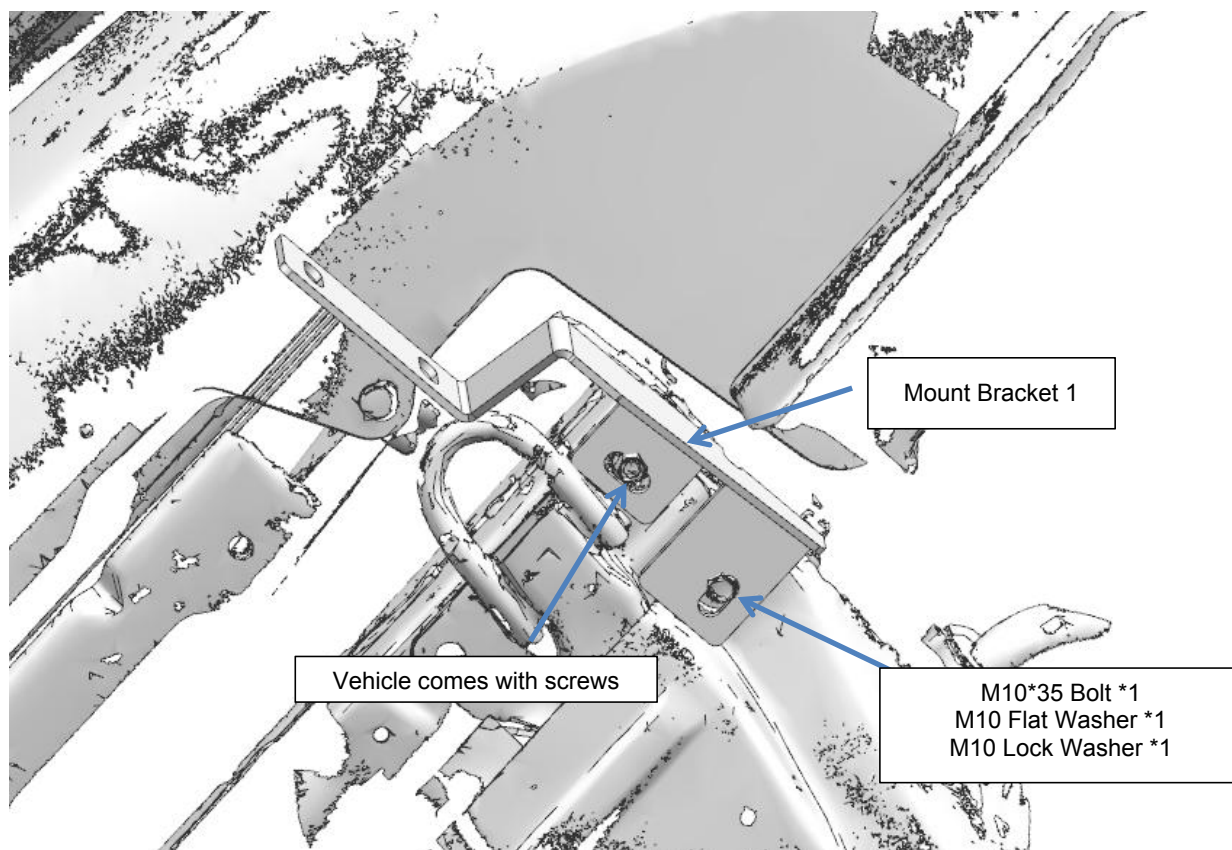 Mount Bracket 1
Vehicle comes with screws
M10*35 Bolt *1
M10 Flat Washer *1
M10 Lock Washer *1